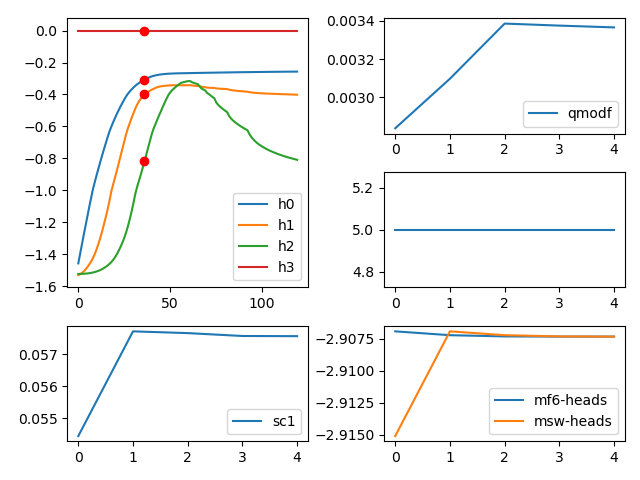 0.0
−0.2
−0.4
−0.6
−0.8
−1.0
−1.2
−1.4
−1.6
0 50 100
h0
h1
h2
h3
0.0034
0.0032
0.0030
qmodf
0 1 2 3 4
5.2
5.0
4.8
0 1 2 3 4
0.057
0.056
0.055
sc1
0 1 2 3 4
−2.9075
−2.9100
−2.9125
−2.9150
mf6-heads
msw-heads
0 1 2 3 4